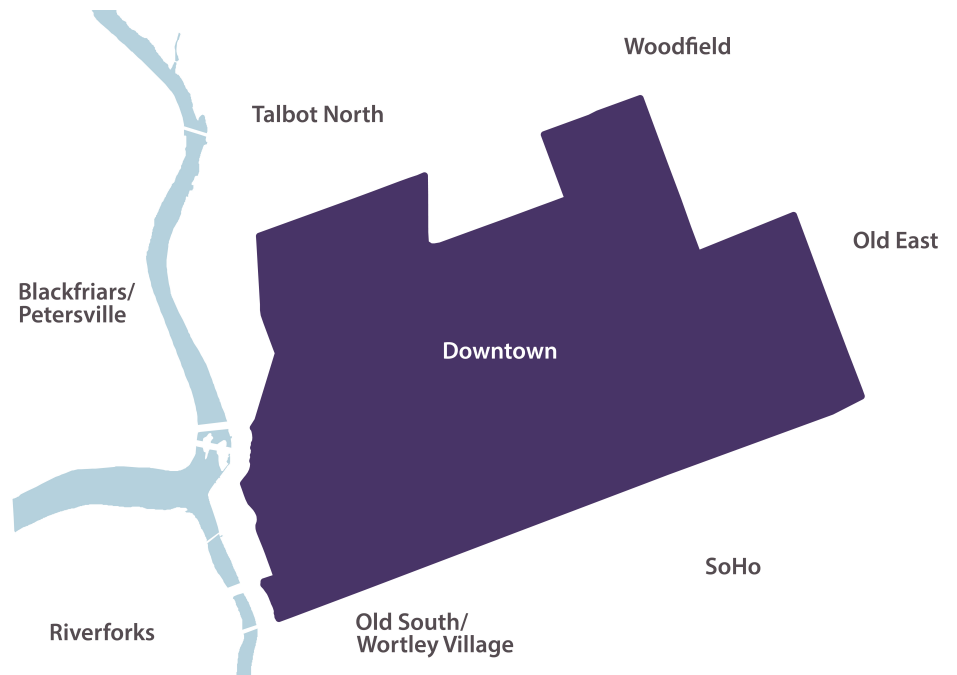 Woodfield
Talbot North
Old East
Blackfriars/
Petersville
Downtown
SoHo
Old South/
Wortley Village
Riverforks